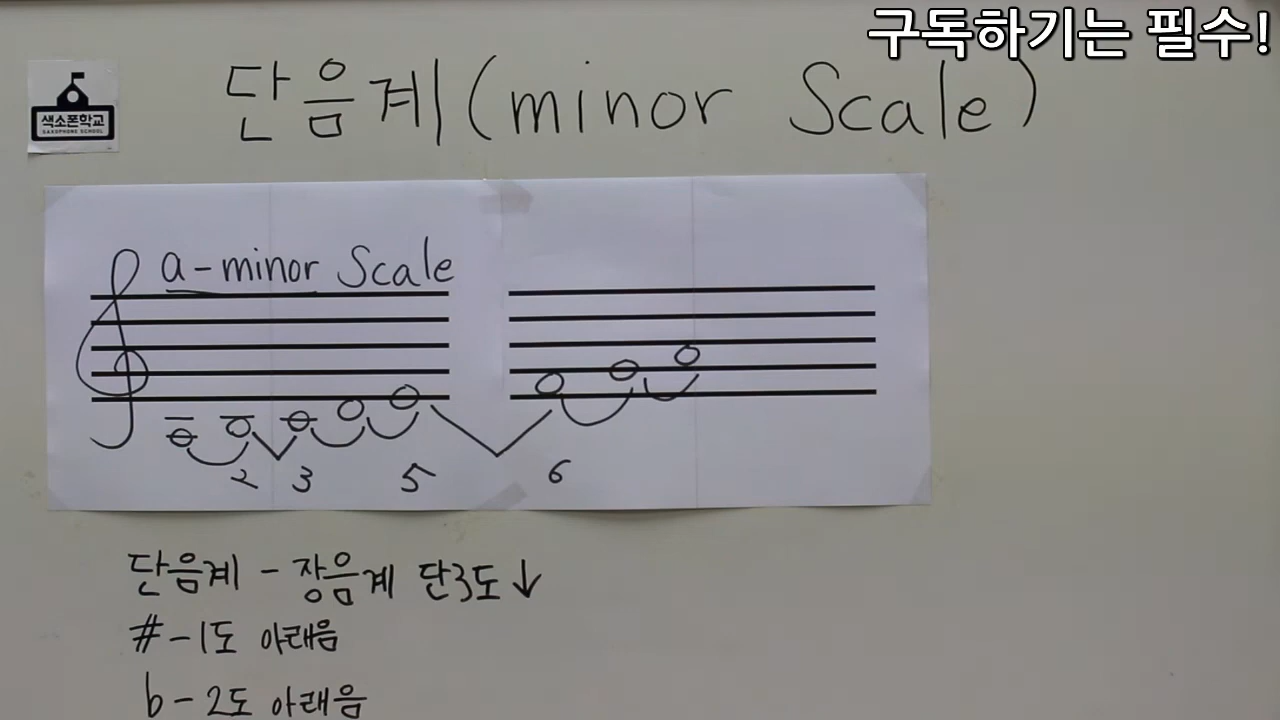 구독하기는 필수!
색소폰학교
SAXOPHONE SCHOOL
단음계(minor Scale)
a-minor Scale
2 3 5 6
단음계 - 장음계 단3도↓
#-1도 아래음
b-2도 아래음